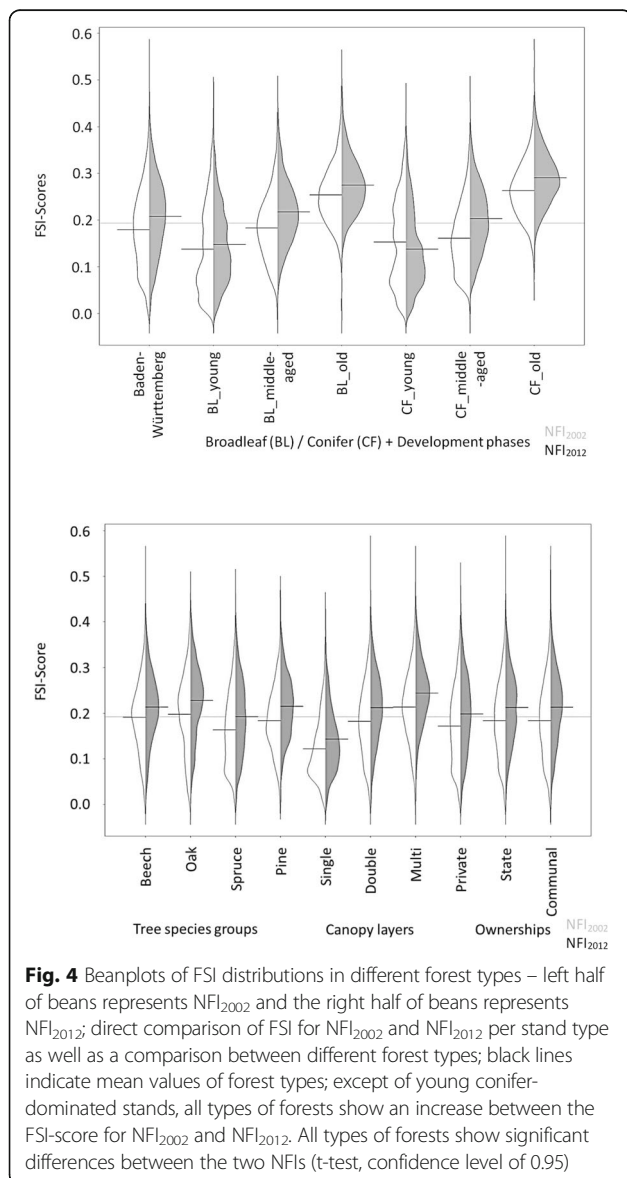 0.6
0.5
0.4
0.3
0.2
0.1
0.0
FSI-Scores
Baden-
Württemberg
BL_young
BL_middle-
aged
BL_old
CF_young
CF_middle
-aged
CF_old
Broadleaf (BL) / Conifer (CF) + Development phases
NFI2002
NFI2012
0.6
0.5
0.4
0.3
0.2
0.1
0.0
FSI-Score
Beech
Oak
Spruce
Pine
Single
Double
Multi
Private
State
Communal
Tree species groups Canopy layers Ownerships
NFI2002
NFI2012
Fig. 4 Beanplots of FSI distributions in different forest types – left half
of beans represents NFI2002 and the right half of beans represents
NFI2012; direct comparison of FSI for NFI2002 and NFI2012 per stand type
as well as a comparison between different forest types; black lines
indicate mean values of forest types; except of young conifer-
dominated stands, all types of forests show an increase between the
FSI-score for NFI2002 and NFI2012. All types of forests show significant
differences between the two NFIs (t-test, confidence level of 0.95)